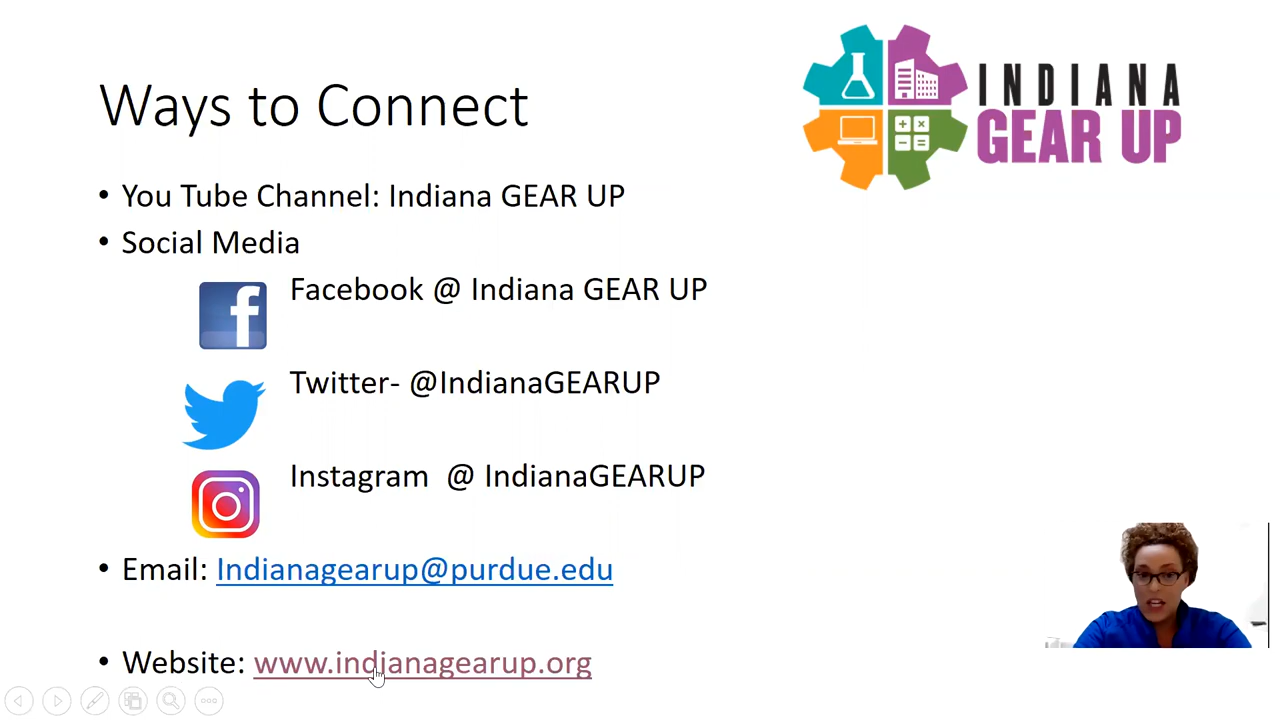 INDIANA
GEAR UP
Ways to Connect
• You Tube Channel: Indiana GEAR UP
• Social Media
Facebook @ Indiana GEAR UP
Twitter- @IndianaGEARUP
Instagram @ IndianaGEARUP
• Email: Indianagearup@purdue.edu
• Website: www.indianagearup.org